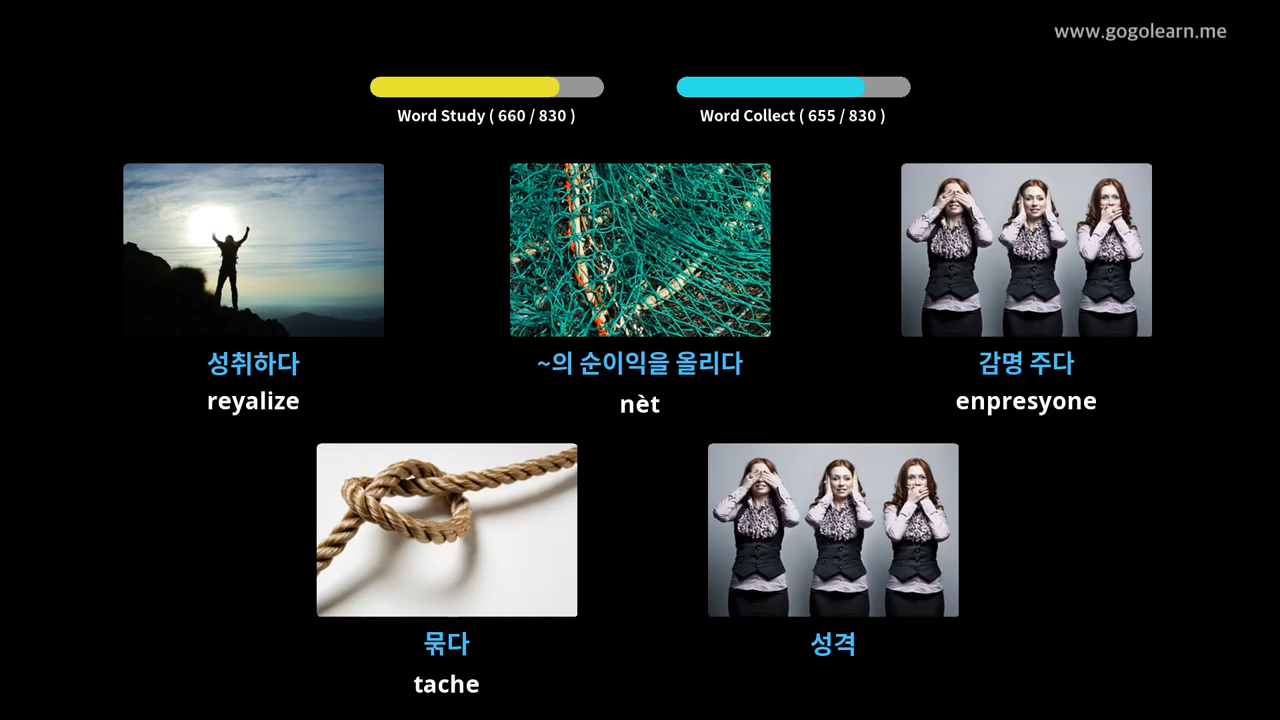 www.gogolearn.me
Word Study ( 660 / 830 )
Word Collect ( 655 / 830 )
성취하다
reyalize
~의 순이익을 올리다
nèt
감명 주다
enpresyone
묶다
tache
성격